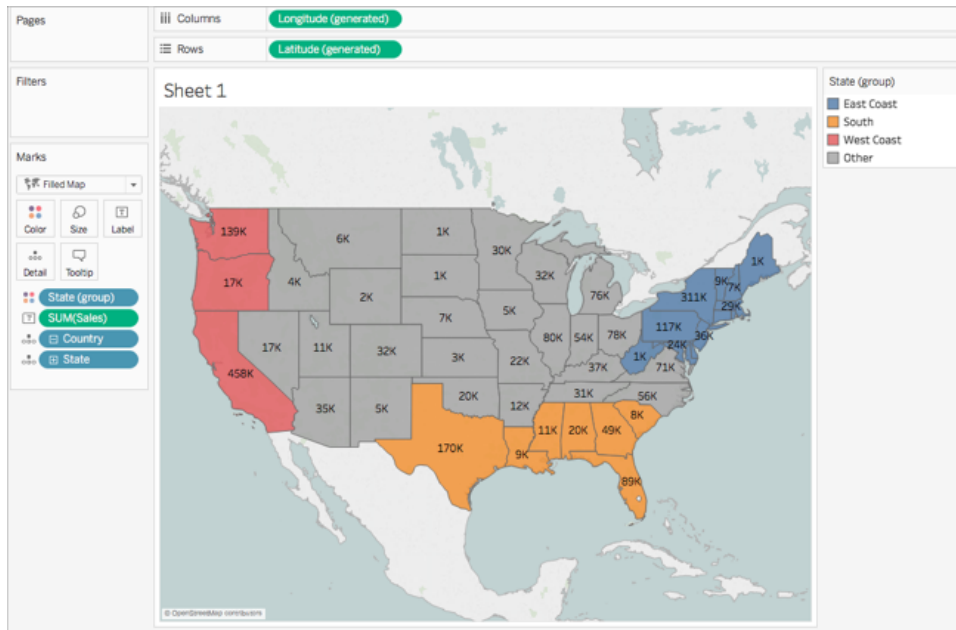 Pages
Columns
Longitude (generated)
Rows
Latitude (generated)
Filters
Sheet 1
State (group)
East Coast
South
West Coast
Other
Marks
Filled Map
Color
Size
Label
Detail
Tooltip
State (group)
SUM(Sales)
Country
State
139K
6K
1K
30K
1K
9K
7K
17K
4K
1K
32K
76K
311K
29K
2K
7K
5K
117K
36K
17K
11K
32K
80K
54K
78K
24K
1K
71K
458K
3K
22K
37K
35K
5K
20K
12K
31K
56K
170K
9K
11K
20K
49K
8K
89K
© OpenStreetMap contributors